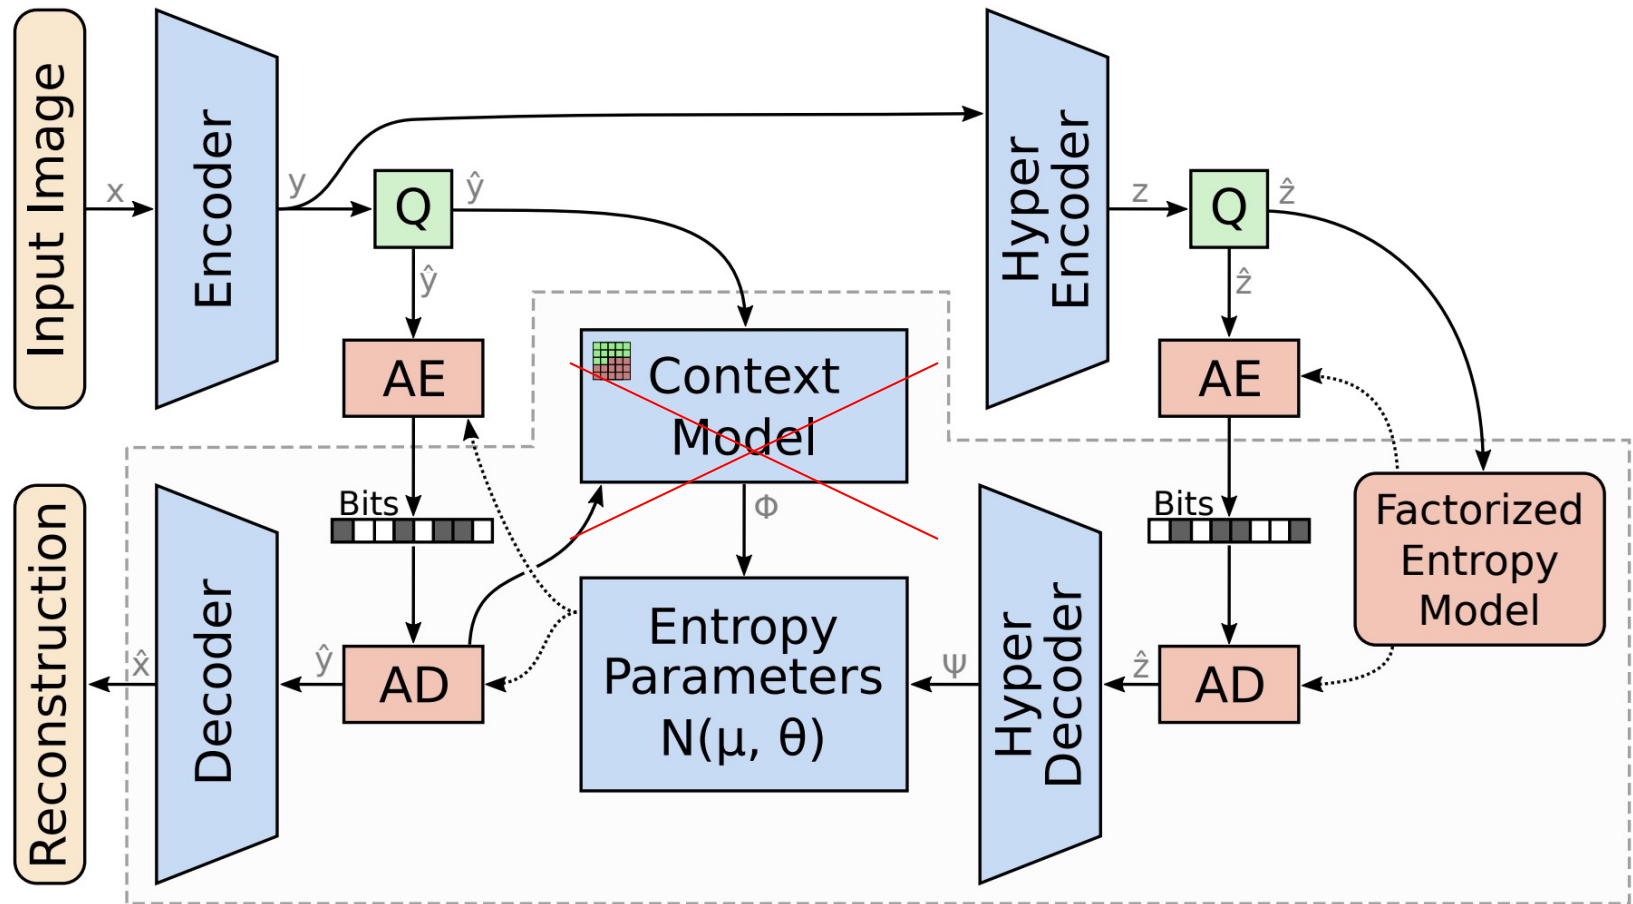 Input Image
x
Encoder
y
Q
ŷ
ŷ
AE
Bits
AD
ŷ
Decoder
x̂
Reconstruction
Context
Model
Φ
Entropy
Parameters
N(μ, θ)
Hyper
Encoder
z
Q
ẑ
ẑ
AE
Bits
AD
ẑ
Factorized
Entropy
Model
Hyper
Decoder
Ψ